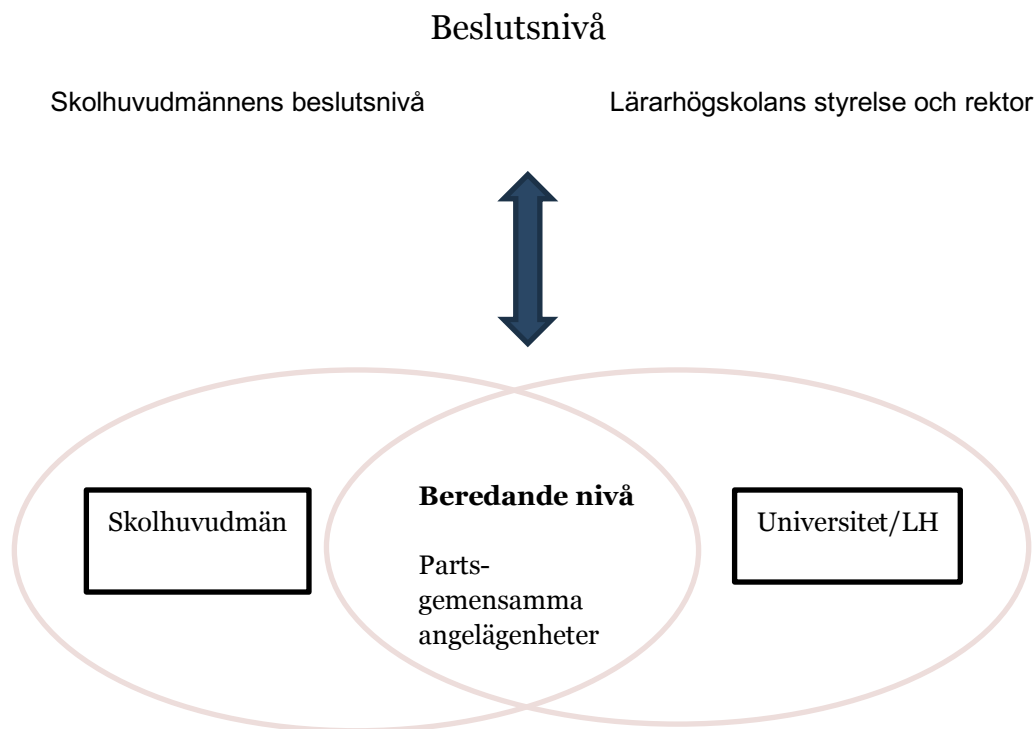 Beslutsnivå
Skolhuvudmännens beslutsnivå
Lärarhögskolans styrelse och rektor
Skolhuvudmän
Beredande nivå
Parts-
gemensamma
angelägenheter
Universitet/LH